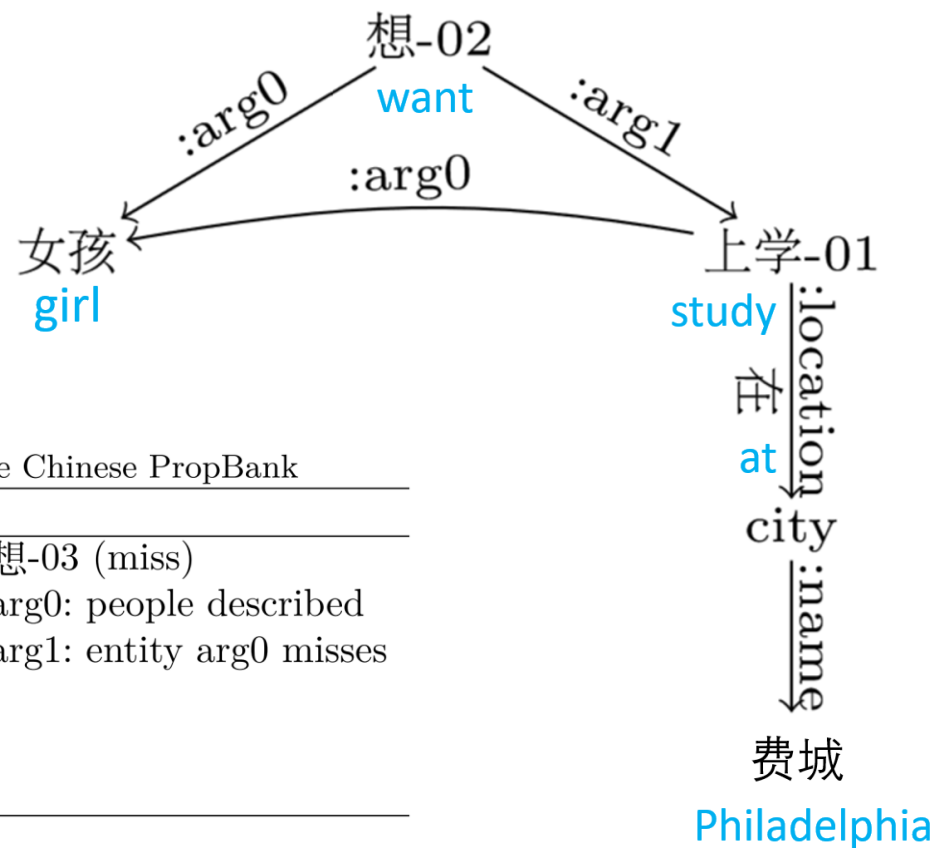 想-02
want
:arg0
:arg1
:arg0
女孩
girl
上学-01
study
:location
在
at
city
:name
费城
Philadelphia
e Chinese PropBank
想-03 (miss)
arg0: people described
arg1: entity arg0 misses